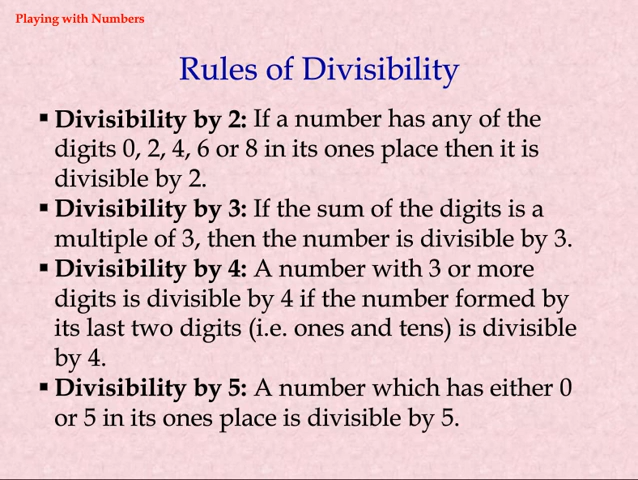 Playing with Numbers
Rules of Divisibility
▪ Divisibility by 2: If a number has any of the
digits 0, 2, 4, 6 or 8 in its ones place then it is
divisible by 2.
▪ Divisibility by 3: If the sum of the digits is a
multiple of 3, then the number is divisible by 3.
▪ Divisibility by 4: A number with 3 or more
digits is divisible by 4 if the number formed by
its last two digits (i.e. ones and tens) is divisible
by 4.
▪ Divisibility by 5: A number which has either 0
or 5 in its ones place is divisible by 5.